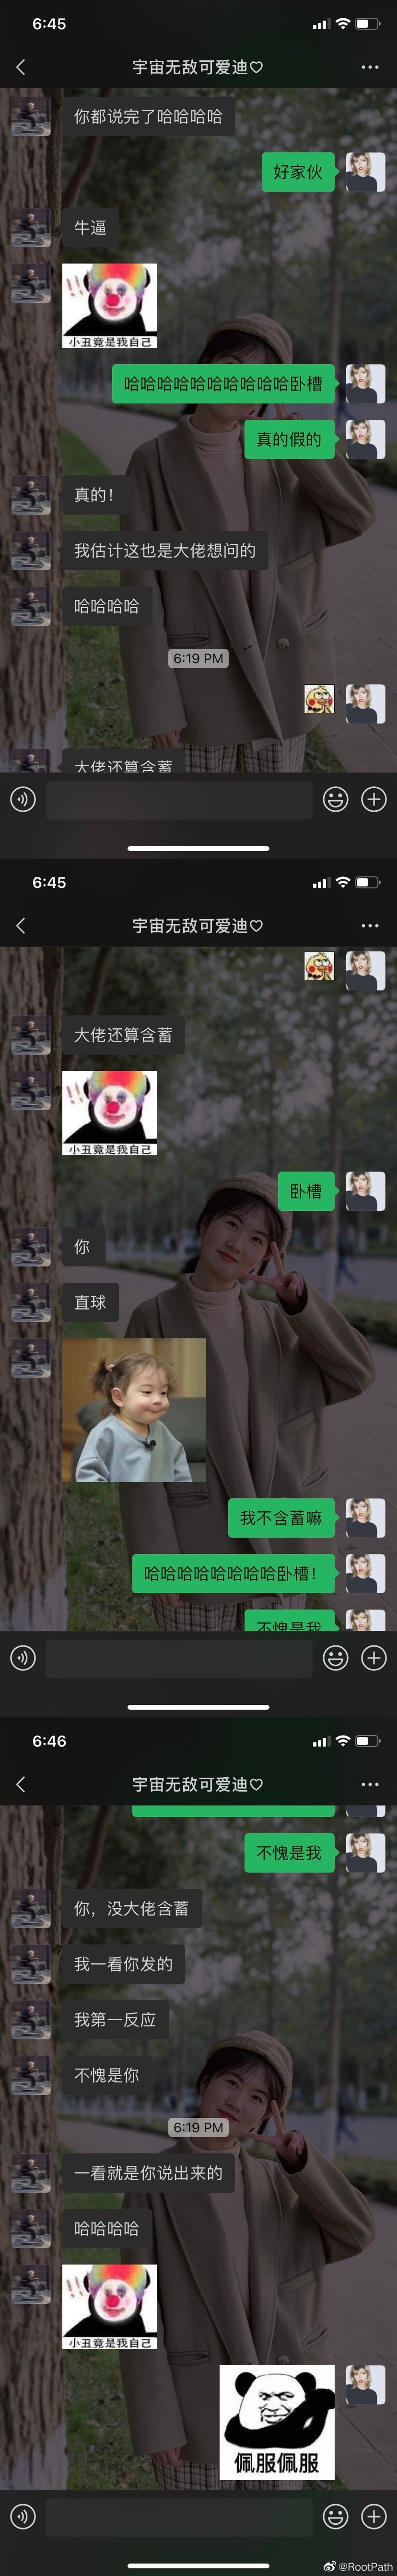 6:45
宇宙无敌可爱迪♡
你都说完了哈哈哈哈
好家伙
牛逼
小丑竟是我自己
哈哈哈哈哈哈哈哈哈哈卧槽
真的假的
真的！
我估计这也是大佬想问的
哈哈哈哈
6:19 PM
大佬还算含蓄
6:45
宇宙无敌可爱迪♡
大佬还算含蓄
小丑竟是我自己
卧槽
你
直球
我不含蓄嘛
哈哈哈哈哈哈哈哈卧槽！
不愧是我
6:46
宇宙无敌可爱迪♡
不愧是我
你，没大佬含蓄
我一看你发的
我第一反应
不愧是你
6:19 PM
一看就是你说出来的
哈哈哈哈
小丑竟是我自己
佩服佩服
@RootPath